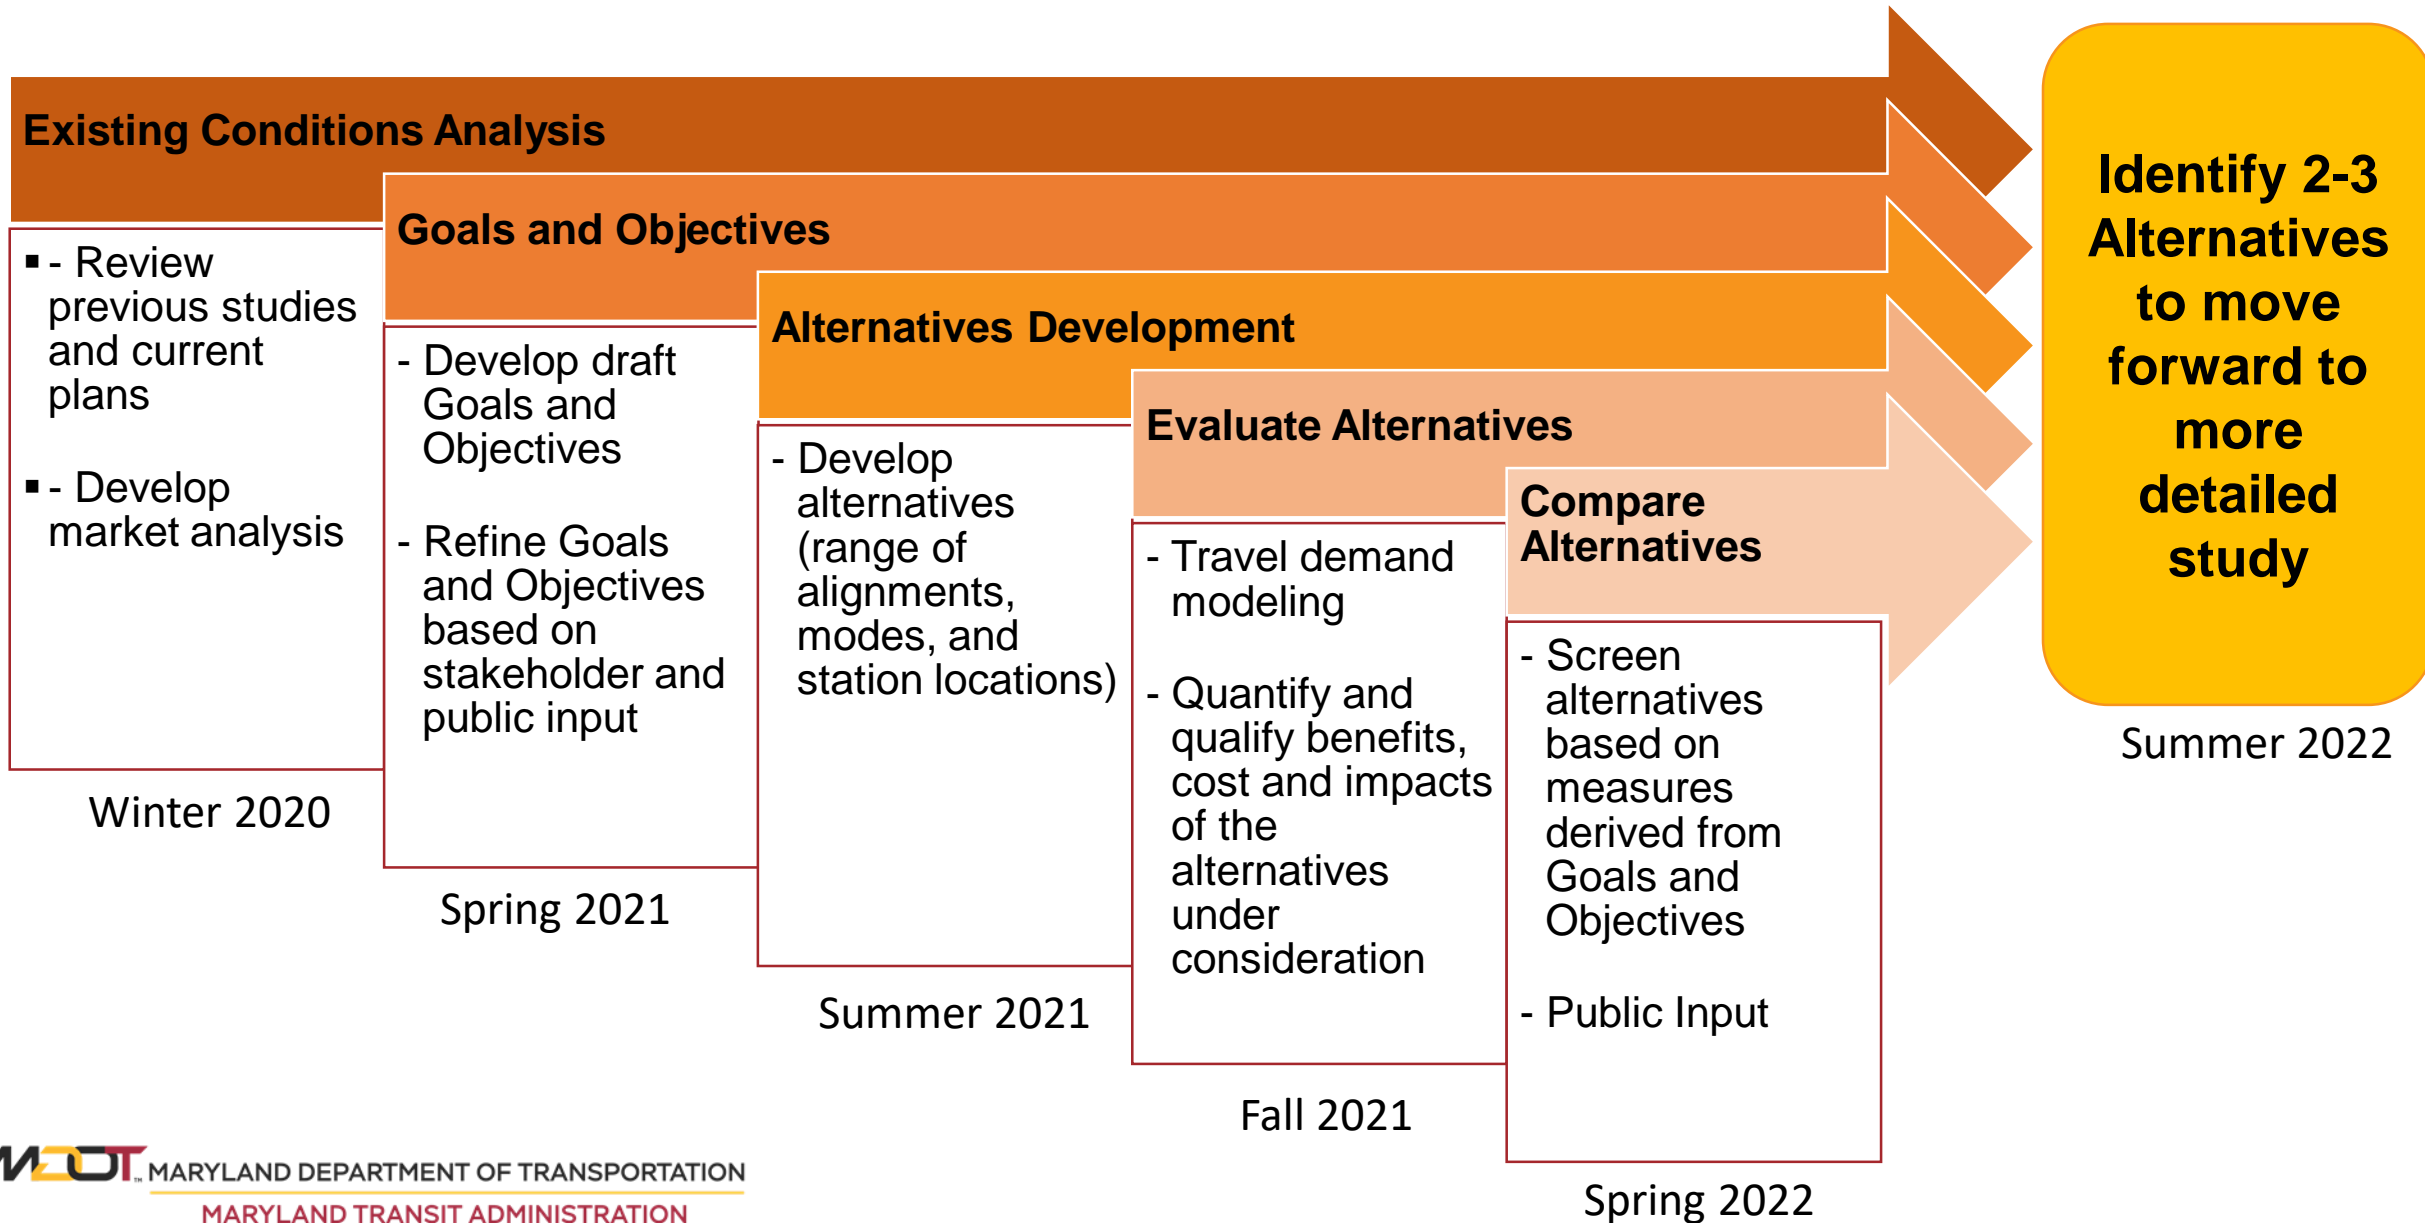 Existing Conditions Analysis
▪ - Review
previous studies
and current
plans
▪ - Develop
market analysis
Winter 2020
Goals and Objectives
- Develop draft
Goals and
Objectives
- Refine Goals
and Objectives
based on
stakeholder and
public input
Spring 2021
Alternatives Development
- Develop
alternatives
(range of
alignments,
modes, and
station locations)
Summer 2021
Evaluate Alternatives
- Travel demand
modeling
- Quantify and
qualify benefits,
cost and impacts
of the
alternatives
under
consideration
Fall 2021
Compare
Alternatives
- Screen
alternatives
based on
measures
derived from
Goals and
Objectives
- Public Input
Spring 2022
Identify 2-3
Alternatives
to move
forward to
more
detailed
study
Summer 2022
MDOT™ MARYLAND DEPARTMENT OF TRANSPORTATION
MARYLAND TRANSIT ADMINISTRATION